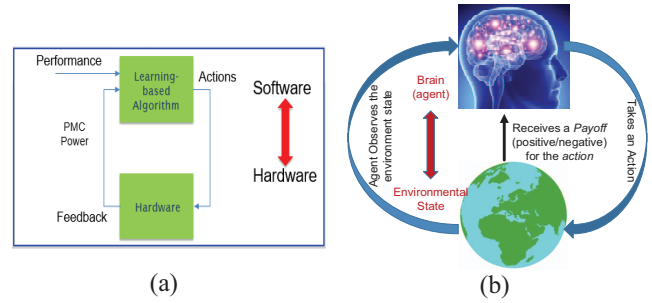 Performance
Learning-
based
Algorithm
Actions
PMC
Power
Feedback
Hardware
Software
Hardware
(a)
(b)
Agent Observes the
environment state
Brain
(agent)
Environmental
State
Receives a Payoff
(positive/negative)
for the action
Takes an Action